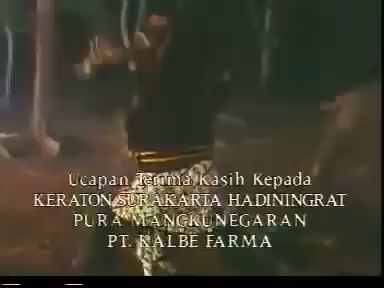 Ucapan Terima Kasih Kepada
KERATON SURAKARTA HADININGRAT
PURA MANGKUNEGARAN
PT. KALBE FARMA